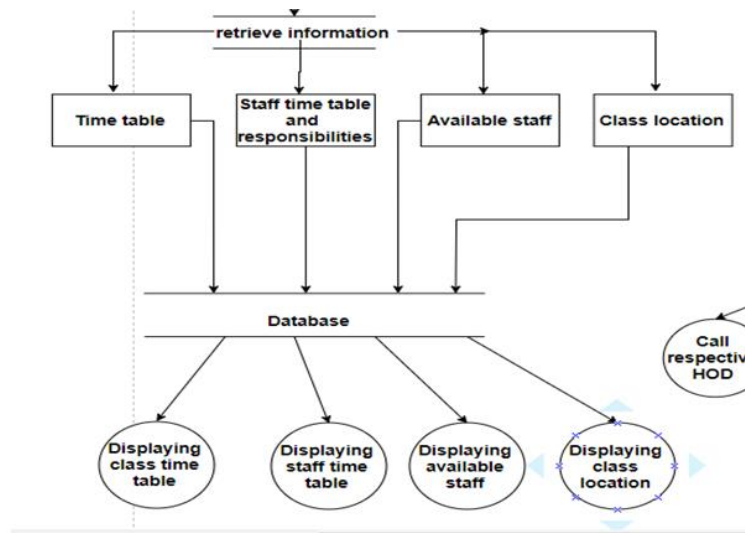 retrieve information
Time table
Staff time table
and
responsibilities
Available staff
Class location
Database
Call
HOD
Displaying
class time
table
Displaying
staff time
table
Displaying
available
staff
Displaying
class
location